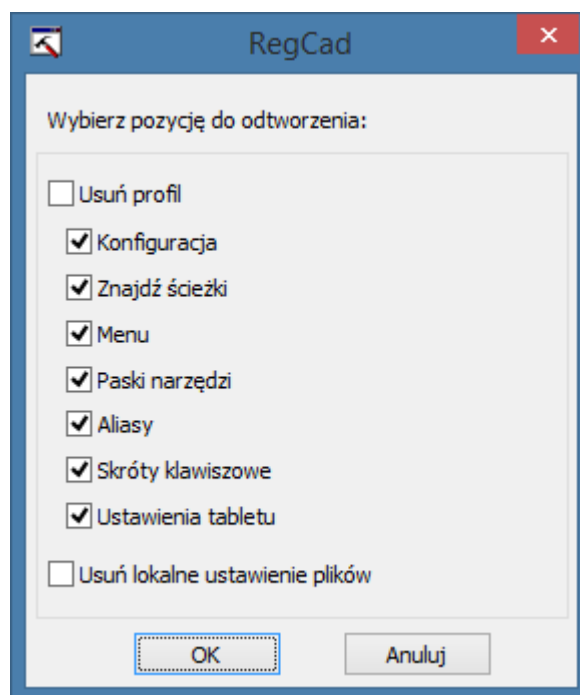 RegCad
Wybierz pozycję do odtworzenia:
Usuń profil
Konfiguracja
Znajdź ścieżki
Menu
Paski narzędzi
Aliasy
Skróty klawiszowe
Ustawienia tabletu
Usuń lokalne ustawienie plików
OK Anuluj